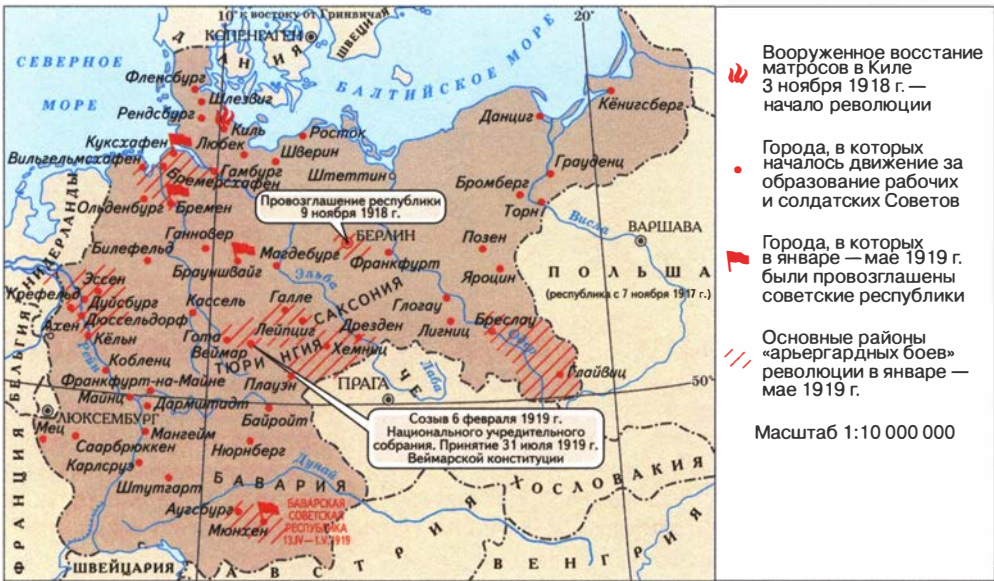 10° к востоку от Гринвича
20°
КОПЕНГАГЕН
ШВЕЦИЯ
ДАНИЯ
СЕВЕРНОЕ
МОРЕ
БАЛТИЙСКОЕ МОРЕ
Фленсбург
Шлезвиг
Рендсбург
Киль
Росток
Данциг
Кёнигсберг
Куксхафен
Любек
Шверин
Вильгельмсхафен
Гамбург
Штеттин
Грауденц
Бремерсхафен
Бромберг
Провозглашение республики
9 ноября 1918 г.
Ольденбург
Бремен
Торн
Висла
ВАРШАВА
НИДЕРЛАНДЫ
Ганновер
БЕРЛИН
Билефельд
Магдебург
Франкфурт
Позен
Брауншвайг
Эльба
Яроцин
ПОЛЬША
(республика с 7 ноября 1917 г.)
Эссен
Крефельд
Дуйсбург
Кассель
Галле
САКСОНИЯ
Глогау
Дюссельдорф
Лейпциг
Дрезден
Лигниц
Бреслау
Ахен
Кёльн
Гота
Веймар
Хемниц
Одер
БЕЛЬГИЯ
Рейн
Кобленц
ТЮРИНГИЯ
Глайвиц
Франкфурт-на-Майне
Плауэн
ПРАГА
Лаба
50°
Майнц
Дармштадт
ЛЮКСЕМБУРГ
Байройт
Созыв 6 февраля 1919 г.
Национального учредительного
собрания. Принятие 31 июля 1919 г.
Веймарской конституции
Мец
Мангейм
Саарбрюккен
Нюрнберг
Карлсруэ
Дунай
ЧЕХОСЛОВАКИЯ
Штутгарт
БАВАРИЯ
ФРАНЦИЯ
Аугсбург
Мюнхен
БАВАРСКАЯ
СОВЕТСКАЯ
РЕСПУБЛИКА
13.IV—1.V.1919
ШВЕЙЦАРИЯ
АВСТРИЯ
ВЕНГРИЯ
Вооруженное восстание
матросов в Киле
3 ноября 1918 г. —
начало революции
Города, в которых
началось движение за
образование рабочих
и солдатских Советов
Города, в которых
в январе — мае 1919 г.
были провозглашены
советские республики
Основные районы
«арьергардных боев»
революции в январе —
мае 1919 г.
Масштаб 1:10 000 000